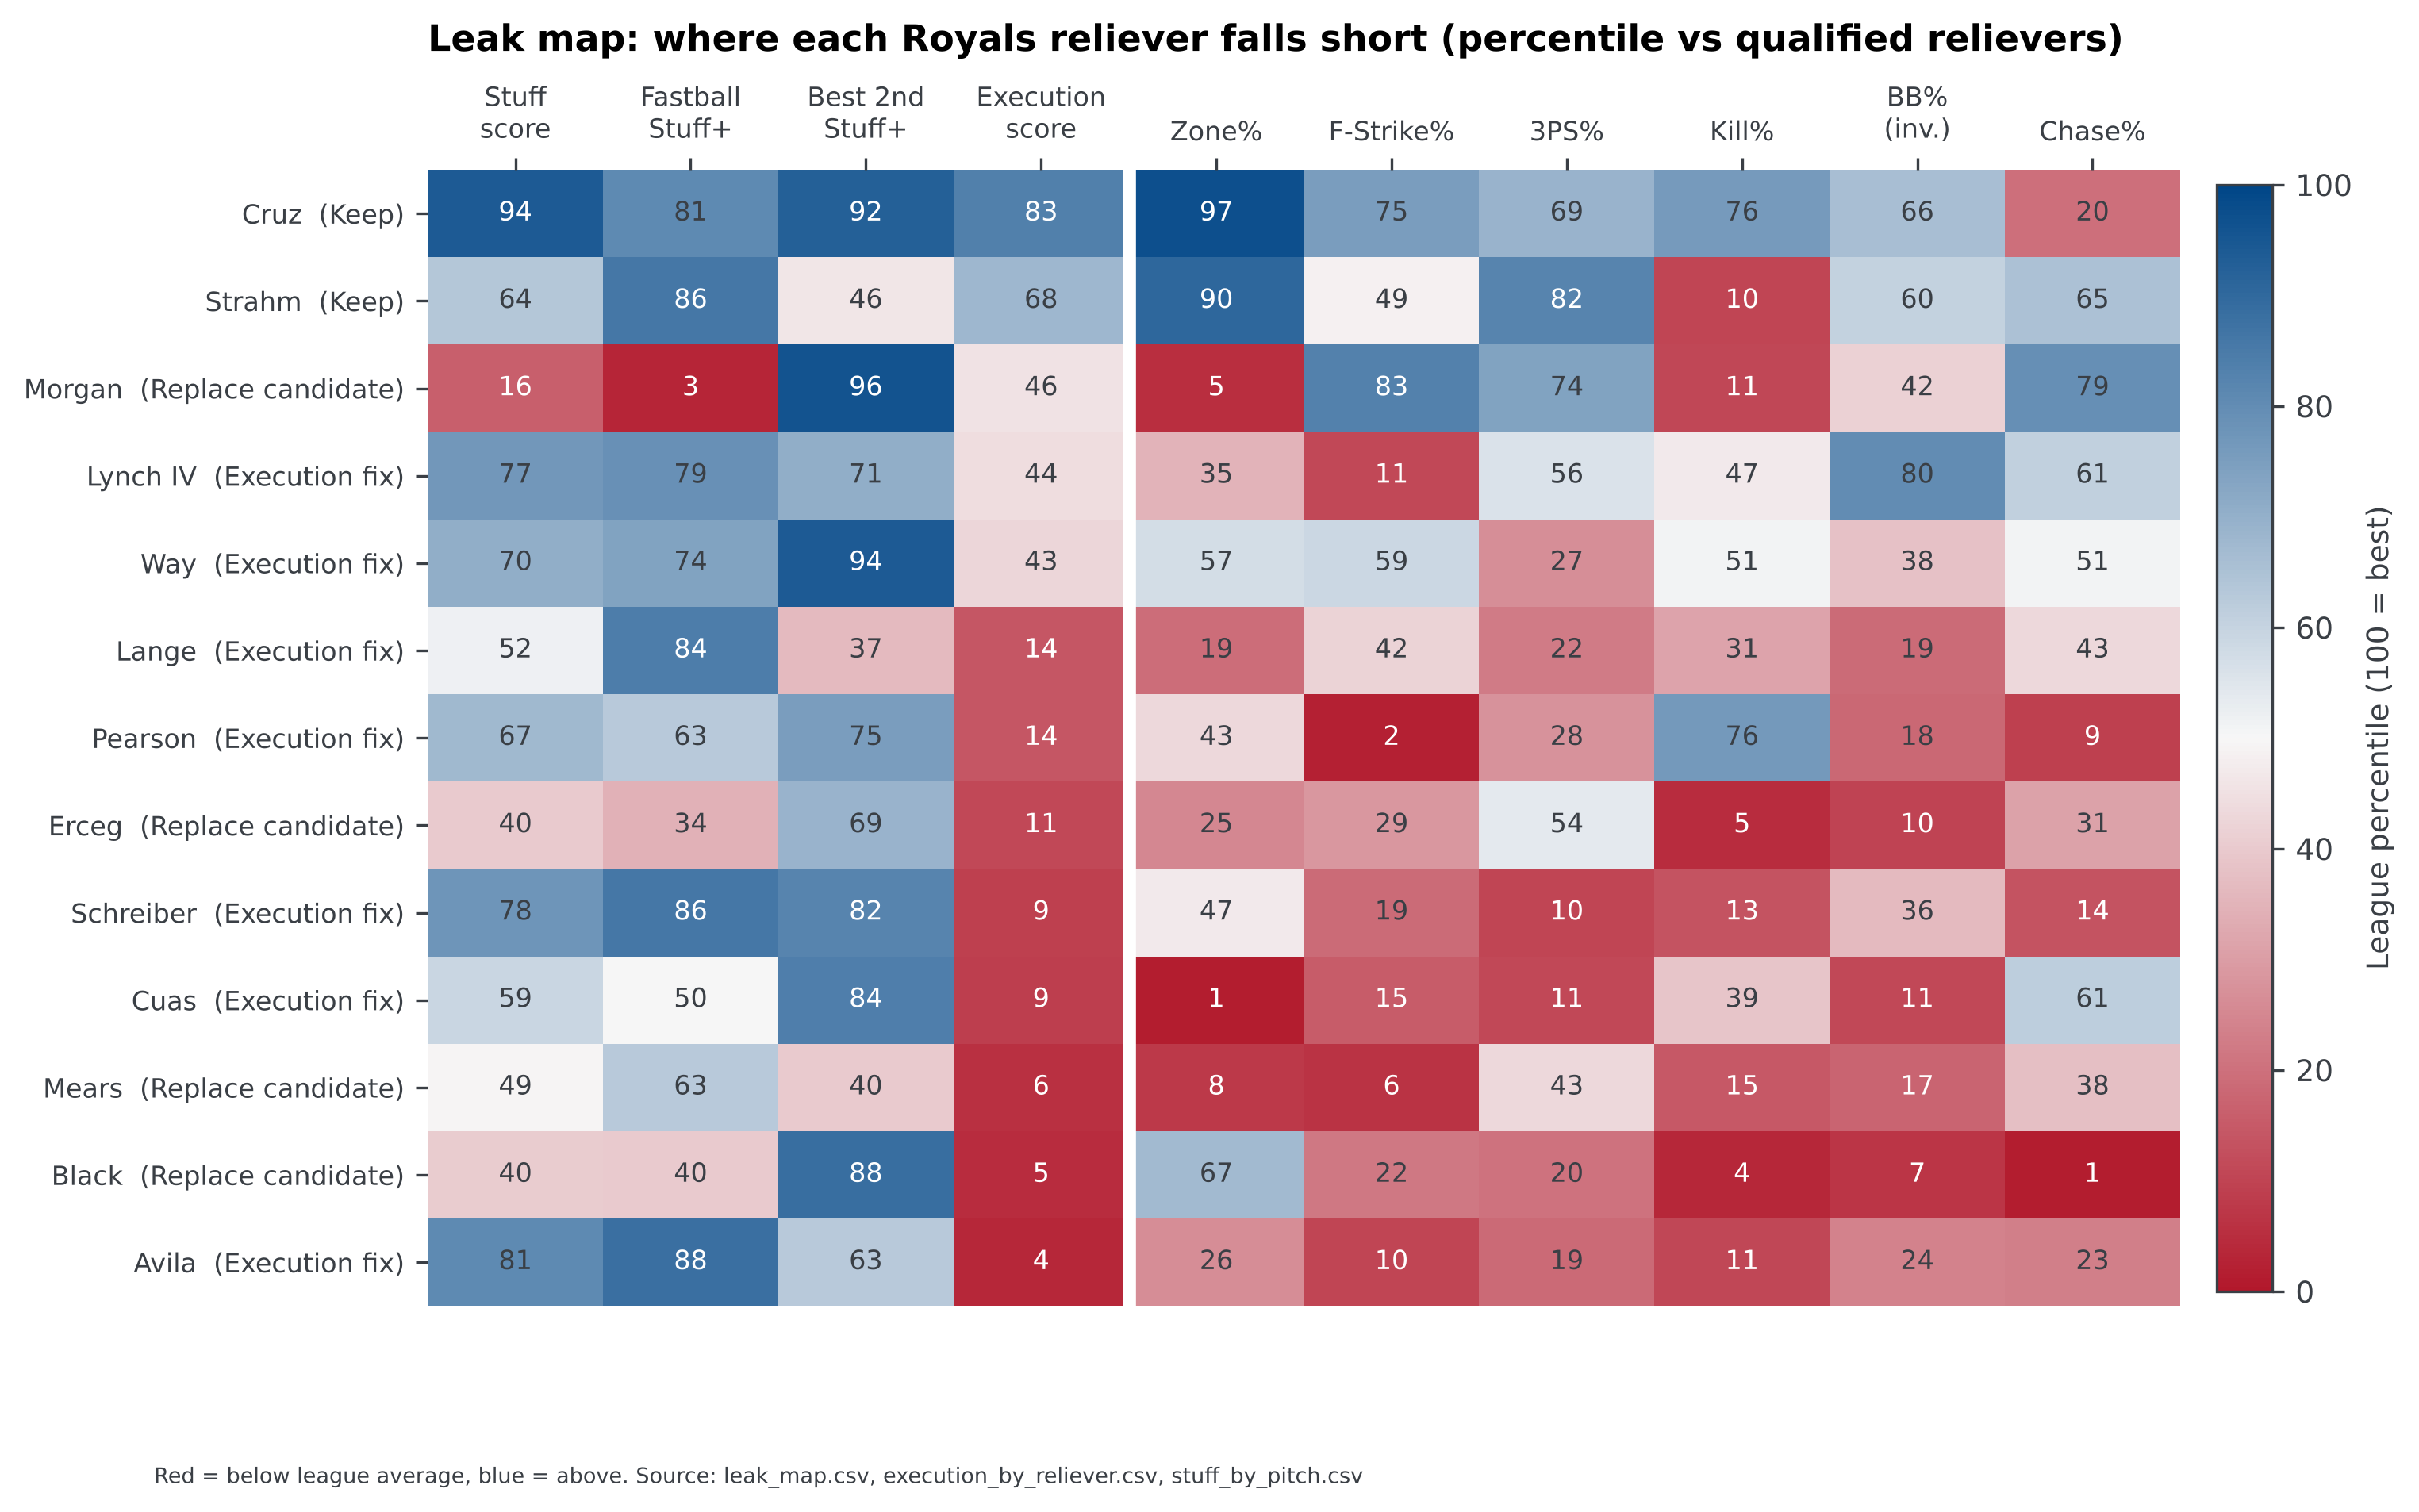 Leak map: where each Royals reliever falls short (percentile vs qualified relievers)
Stuff score Fastball Stuff+ Best 2nd Stuff+ Execution score Zone% F-Strike% 3PS% Kill% BB% (inv.) Chase%
Cruz (Keep) 94 81 92 83 97 75 69 76 66 20
Strahm (Keep) 64 86 46 68 90 49 82 10 60 65
Morgan (Replace candidate) 16 3 96 46 5 83 74 11 42 79
Lynch IV (Execution fix) 77 79 71 44 35 11 56 47 80 61
Way (Execution fix) 70 74 94 43 57 59 27 51 38 51
Lange (Execution fix) 52 84 37 14 19 42 22 31 19 43
Pearson (Execution fix) 67 63 75 14 43 2 28 76 18 9
Erceg (Replace candidate) 40 34 69 11 25 29 54 5 10 31
Schreiber (Execution fix) 78 86 82 9 47 19 10 13 36 14
Cuas (Execution fix) 59 50 84 9 1 15 11 39 11 61
Mears (Replace candidate) 49 63 40 6 8 6 43 15 17 38
Black (Replace candidate) 40 40 88 5 67 22 20 4 7 1
Avila (Execution fix) 81 88 63 4 26 10 19 11 24 23
100
80
60
40
20
0
League percentile (100 = best)
Red = below league average, blue = above. Source: leak_map.csv, execution_by_reliever.csv, stuff_by_pitch.csv